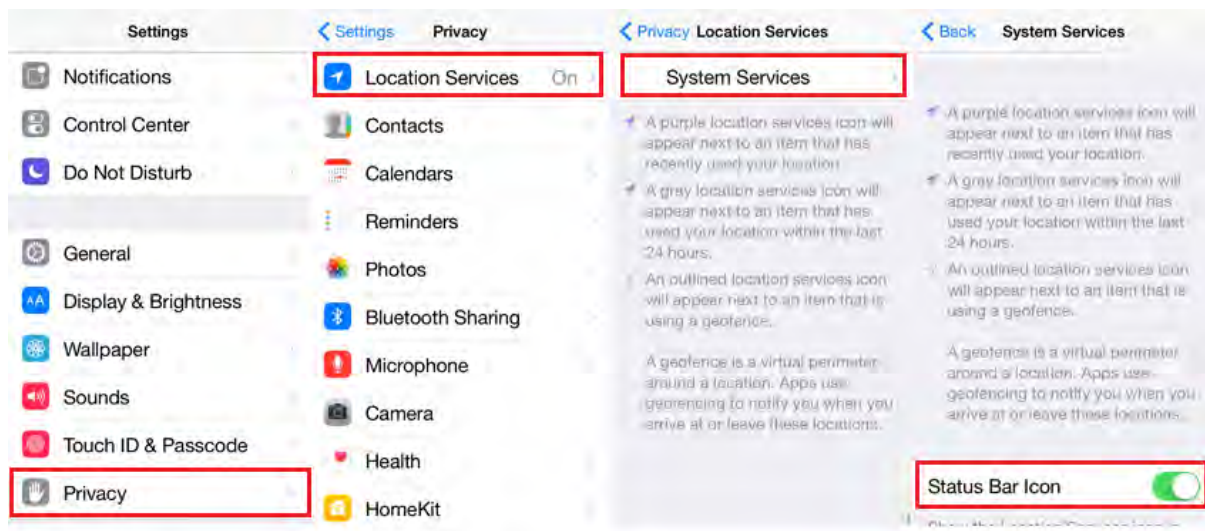 Settings
Notifications
Control Center
Do Not Disturb
General
AA Display & Brightness
Wallpaper
Sounds
Touch ID & Passcode
Privacy
Settings Privacy
Location Services On
Contacts
Calendars
Reminders
Photos
Bluetooth Sharing
Microphone
Camera
Health
HomeKit
Privacy Location Services
System Services
A purple location services icon will
appear next to an item that has
recently used your location.
A gray location services icon will
appear next to an item that has
used your location within the last
24 hours.
An outlined location services icon
will appear next to an item that is
using a geofence.
A geofence is a virtual perimeter
around a location. Apps use
geofencing to notify you when you
arrive at or leave these locations.
Back System Services
A purple location services icon will
appear next to an item that has
recently used your location.
A gray location services icon will
appear next to an item that has
used your location within the last
24 hours.
An outlined location services icon
will appear next to an item that is
using a geofence.
A geofence is a virtual perimeter
around a location. Apps use
geofencing to notify you when you
arrive at or leave these locations.
Status Bar Icon